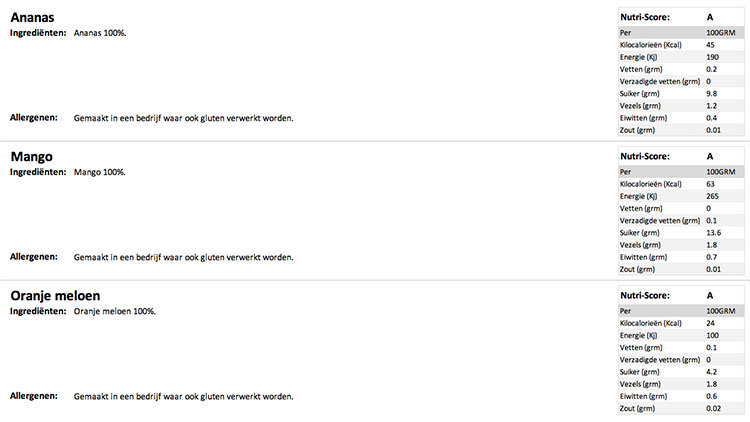 Ananas
Ingrediënten: Ananas 100%.
Allergenen: Gemaakt in een bedrijf waar ook gluten verwerkt worden.
Nutri-Score: A
Per 100GRM
Kilocalorieën (Kcal) 45
Energie (Kj) 190
Vetten (grm) 0.2
Verzadigde vetten (grm) 0
Suiker (grm) 9.8
Vezels (grm) 1.2
Eiwitten (grm) 0.4
Zout (grm) 0.01
Mango
Ingrediënten: Mango 100%.
Allergenen: Gemaakt in een bedrijf waar ook gluten verwerkt worden.
Nutri-Score: A
Per 100GRM
Kilocalorieën (Kcal) 63
Energie (Kj) 265
Vetten (grm) 0
Verzadigde vetten (grm) 0.1
Suiker (grm) 13.6
Vezels (grm) 1.8
Eiwitten (grm) 0.7
Zout (grm) 0.01
Oranje meloen
Ingrediënten: Oranje meloen 100%.
Allergenen: Gemaakt in een bedrijf waar ook gluten verwerkt worden.
Nutri-Score: A
Per 100GRM
Kilocalorieën (Kcal) 24
Energie (Kj) 100
Vetten (grm) 0.1
Verzadigde vetten (grm) 0
Suiker (grm) 4.2
Vezels (grm) 1.8
Eiwitten (grm) 0.6
Zout (grm) 0.02